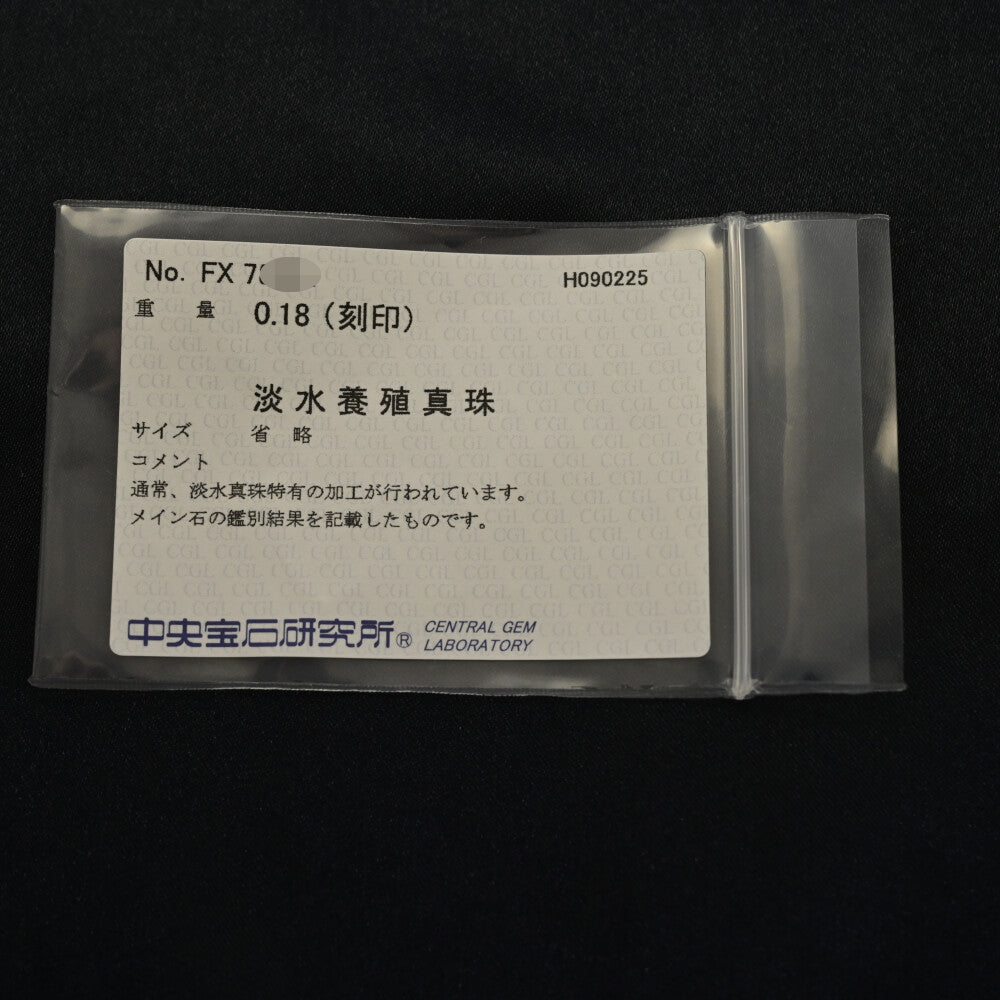 No. FX 7
H090225
重量 0.18 (刻印)
淡水養殖真珠
サイズ 省略
コメント
通常、淡水真珠特有の加工が行われています。
メイン石の鑑別結果を記載したものです。
中央宝石研究所® CENTRAL GEM
LABORATORY